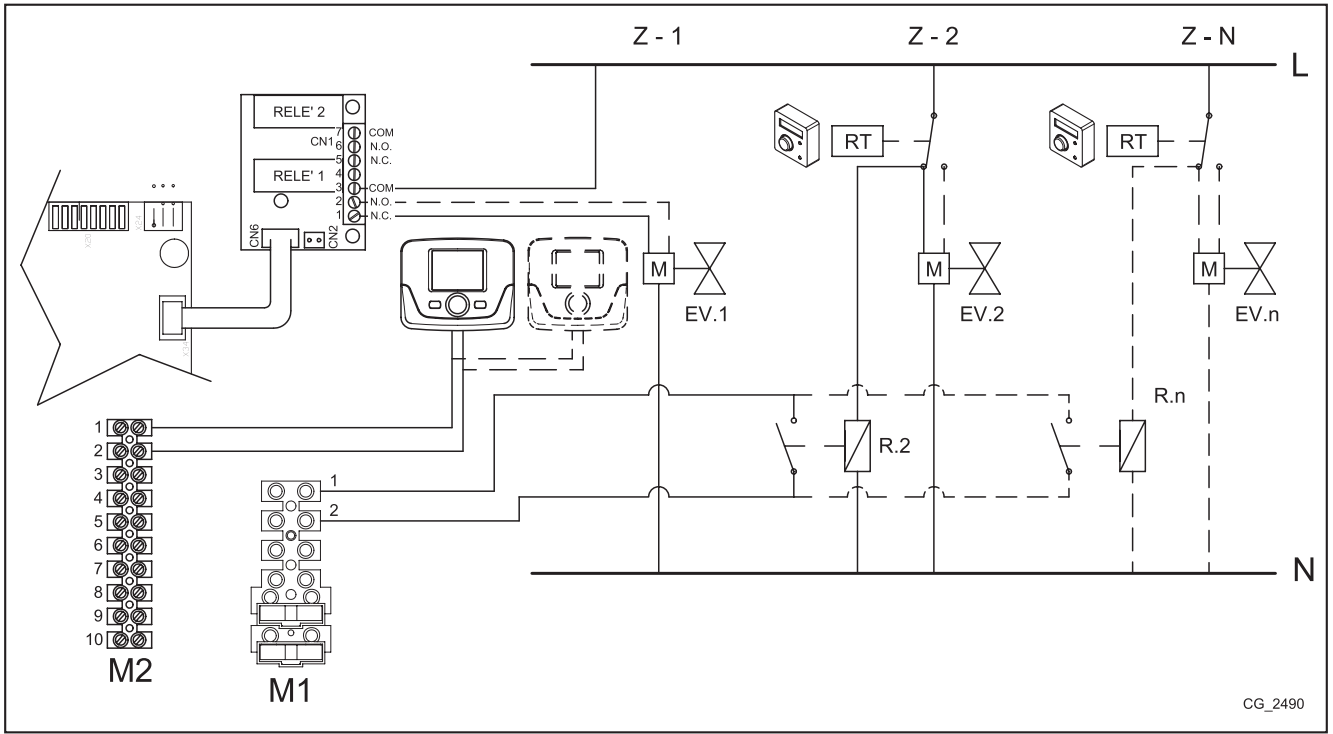 Z - 1 Z - 2 Z - N
L
RELE' 2
CN1
7 COM
6 N.O.
5 N.C.
RELE' 1
4
3 COM
2 N.O.
1 N.C.
CN6
CN2
X20
X24
RT
RT
M
M
M
EV.1
EV.2
EV.n
R.n
R.2
1
2
3
4
5
6
7
8
9
10
M2
1
2
M1
N
CG_2490